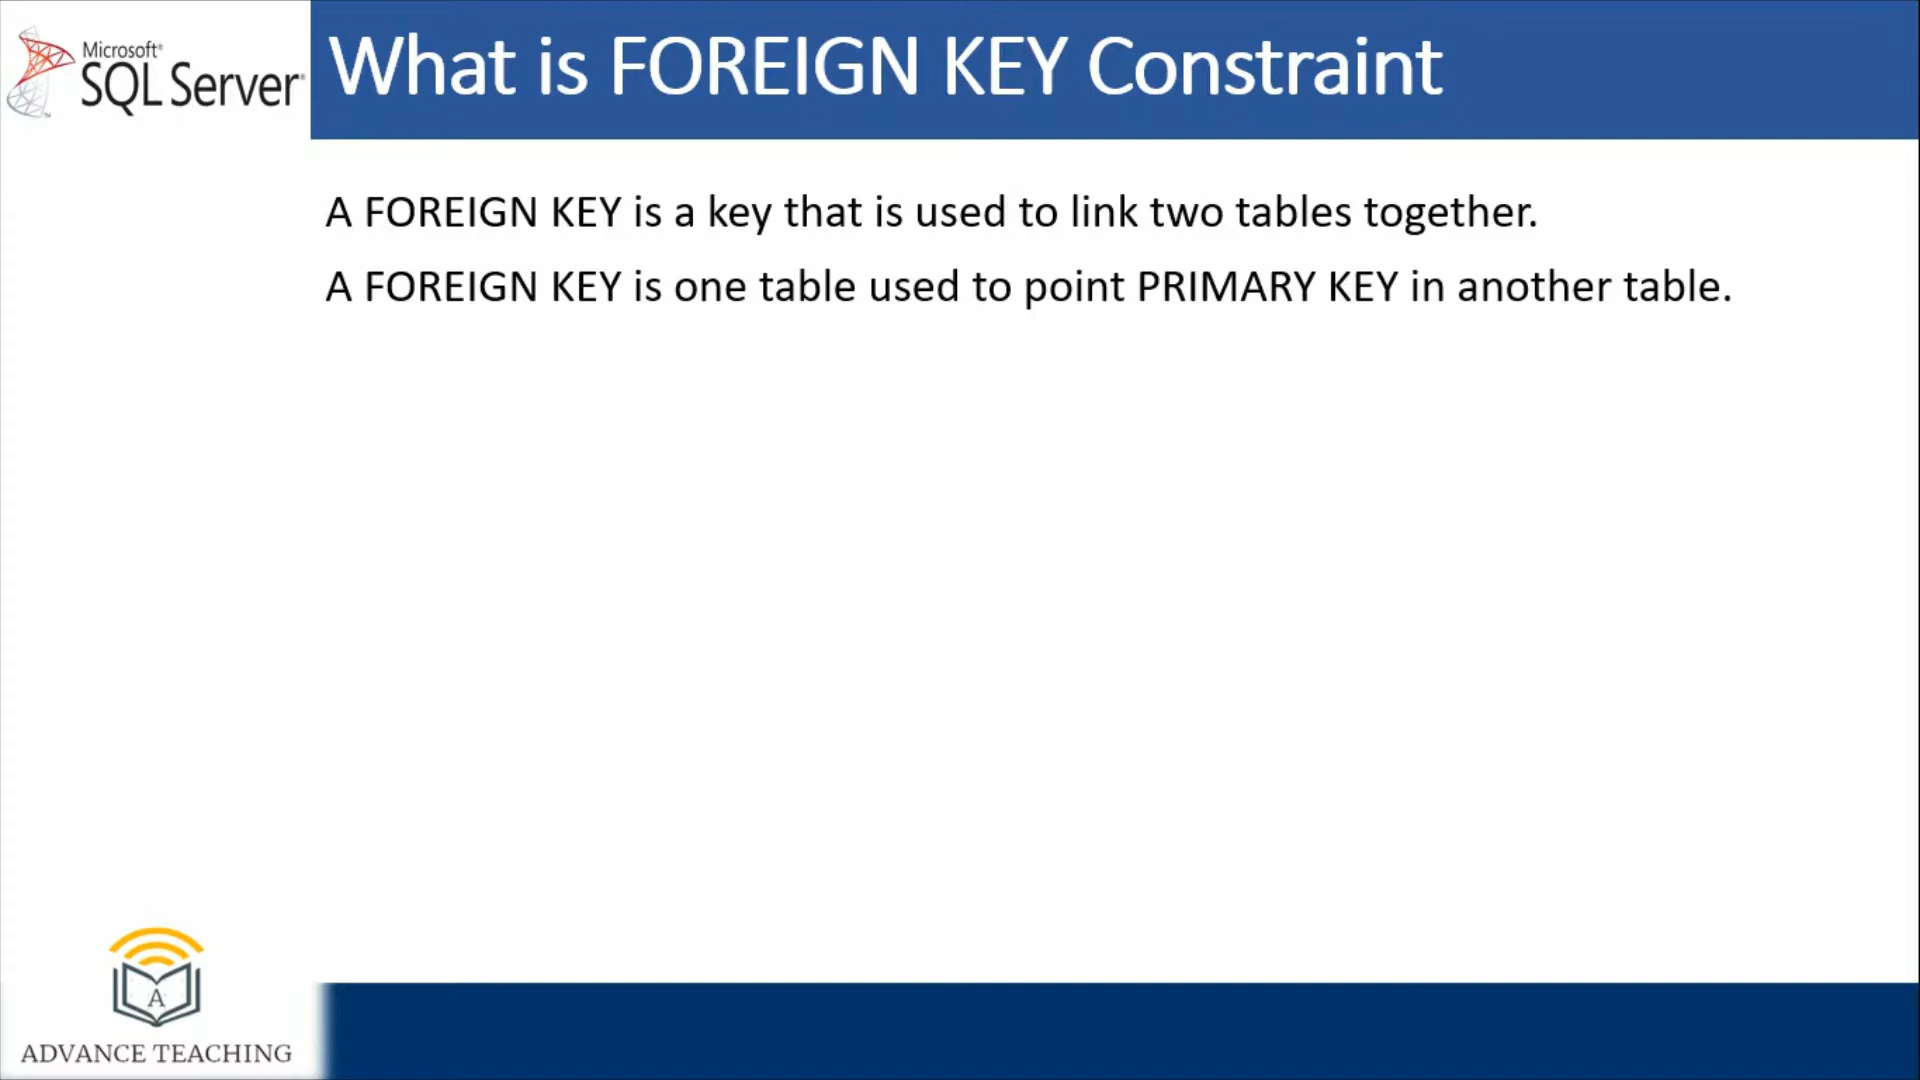 Microsoft®
SQL Server®
What is FOREIGN KEY Constraint
A FOREIGN KEY is a key that is used to link two tables together.
A FOREIGN KEY is one table used to point PRIMARY KEY in another table.
A
ADVANCE TEACHING